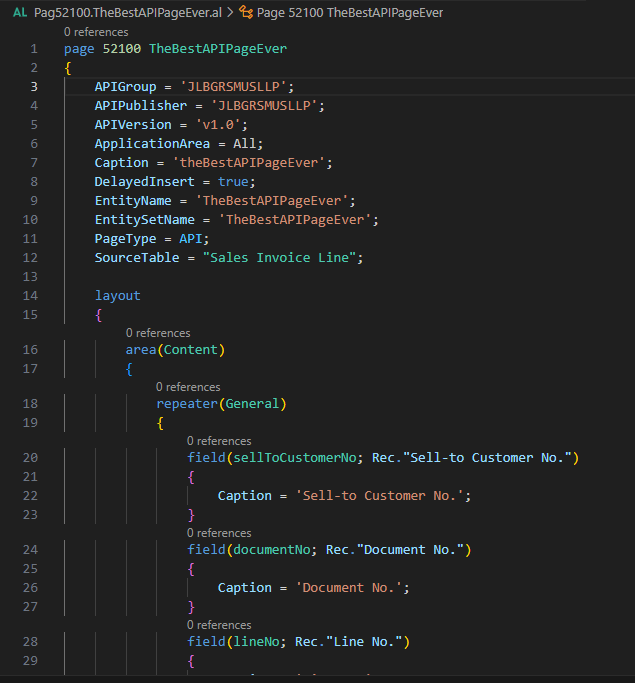 AL Pag52100.TheBestAPIPageEver.al > Page 52100 TheBestAPIPageEver
0 references
1 page 52100 TheBestAPIPageEver
2 {
3 APIGroup = 'JLBGRSMUSLLP';
4 APIPublisher = 'JLBGRSMUSLLP';
5 APIVersion = 'v1.0';
6 ApplicationArea = All;
7 Caption = 'theBestAPIPageEver';
8 DelayedInsert = true;
9 EntityName = 'TheBestAPIPageEver';
10 EntitySetName = 'TheBestAPIPageEver';
11 PageType = API;
12 SourceTable = "Sales Invoice Line";
13
14 layout
15 {
0 references
16 area(Content)
17 {
0 references
18 repeater(General)
19 {
0 references
20 field(sellToCustomerNo; Rec."Sell-to Customer No.")
21 {
22 Caption = 'Sell-to Customer No.';
23 }
0 references
24 field(documentNo; Rec."Document No.")
25 {
26 Caption = 'Document No.';
27 }
0 references
28 field(lineNo; Rec."Line No.")
29 {